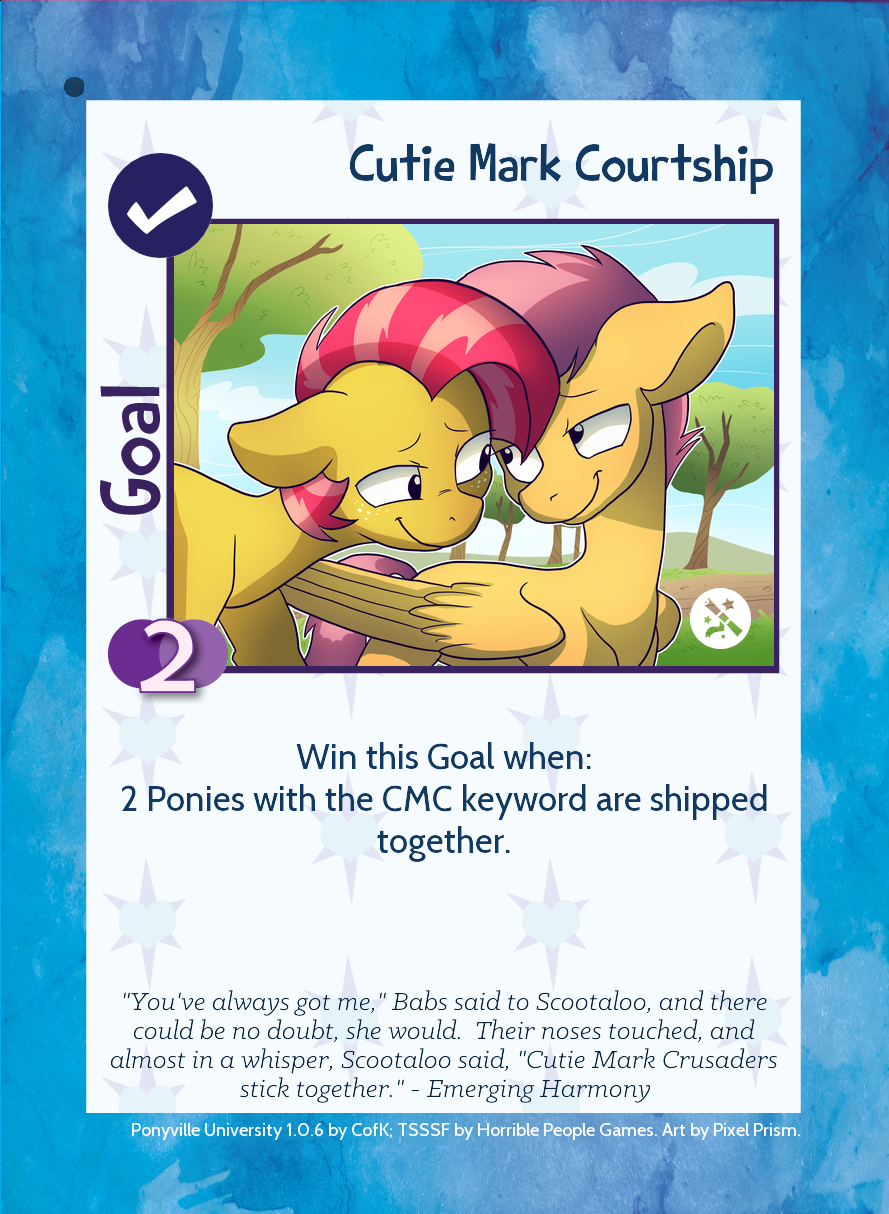 Cutie Mark Courtship
Goal
2
Win this Goal when:
2 Ponies with the CMC keyword are shipped
together.
"You've always got me," Babs said to Scootaloo, and there
could be no doubt, she would.  Their noses touched, and
almost in a whisper, Scootaloo said, "Cutie Mark Crusaders
stick together." - Emerging Harmony
Ponyville University 1.0.6 by CofK; TSSSF by Horrible People Games. Art by Pixel Prism.